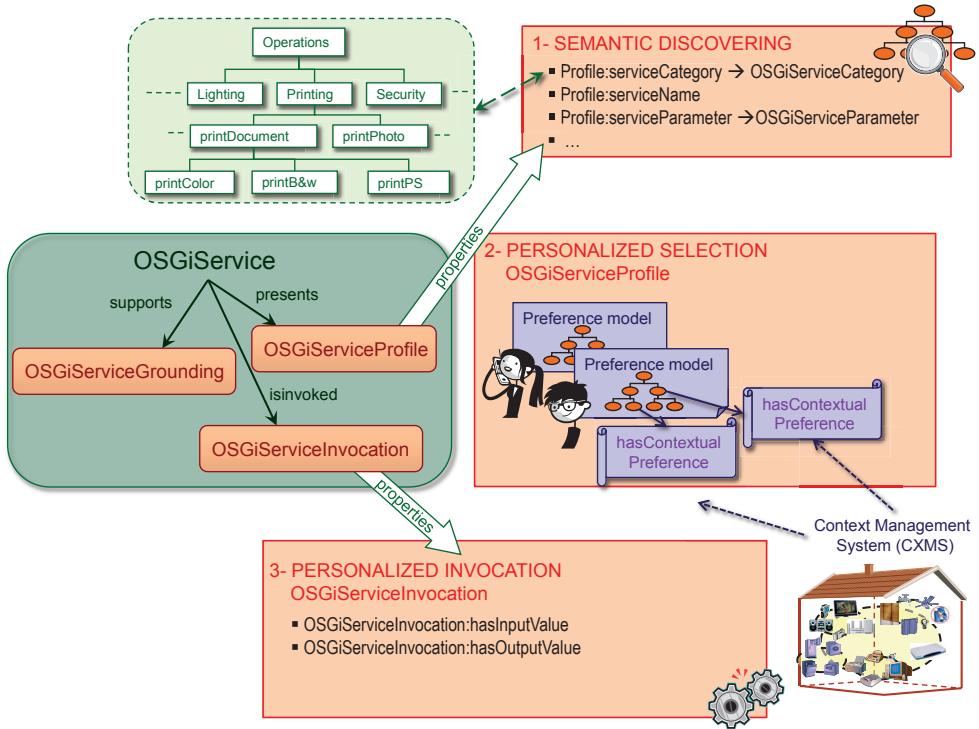 Operations
Lighting
Printing
Security
printDocument
printPhoto
printColor
printB&w
printPS
1- SEMANTIC DISCOVERING
▪ Profile:serviceCategory → OSGiServiceCategory
▪ Profile:serviceName
▪ Profile:serviceParameter →OSGiServiceParameter
▪ ...
OSGiService
supports
presents
OSGiServiceProfile
OSGiServiceGrounding
isinvoked
OSGiServiceInvocation
properties
properties
2- PERSONALIZED SELECTION
OSGiServiceProfile
Preference model
Preference model
hasContextual
Preference
hasContextual
Preference
Context Management
System (CXMS)
3- PERSONALIZED INVOCATION
OSGiServiceInvocation
▪ OSGiServiceInvocation:hasInputValue
▪ OSGiServiceInvocation:hasOutputValue